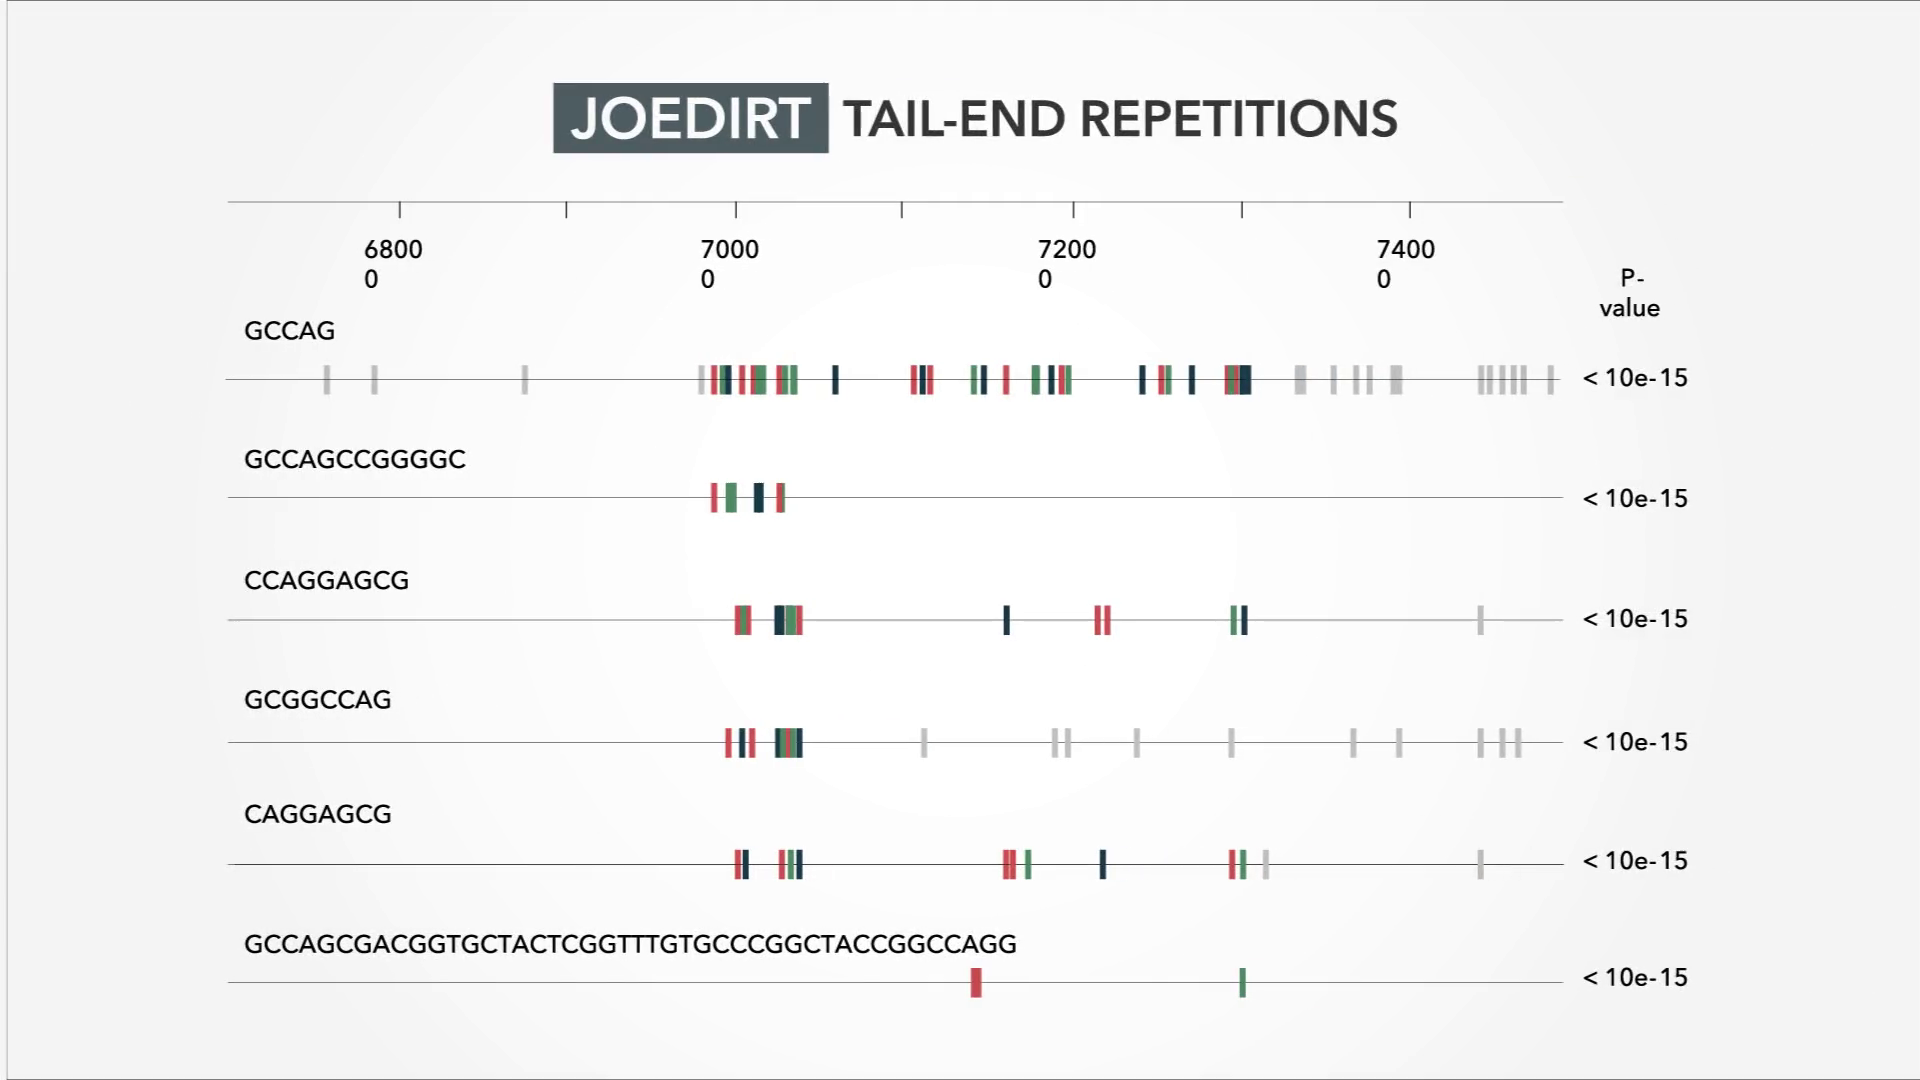 JOEDIRT TAIL-END REPETITIONS
6800 7000 7200 7400
0 0 0 0
P-
value
GCCAG
< 10e-15
GCCAGCCGGGGC
< 10e-15
CCAGGAGCG
< 10e-15
GCGGCCAG
< 10e-15
CAGGAGCG
< 10e-15
GCCAGCGACGGTGCTACTCGGTTTGTGCCCGGCTACCGGCCAGG
< 10e-15